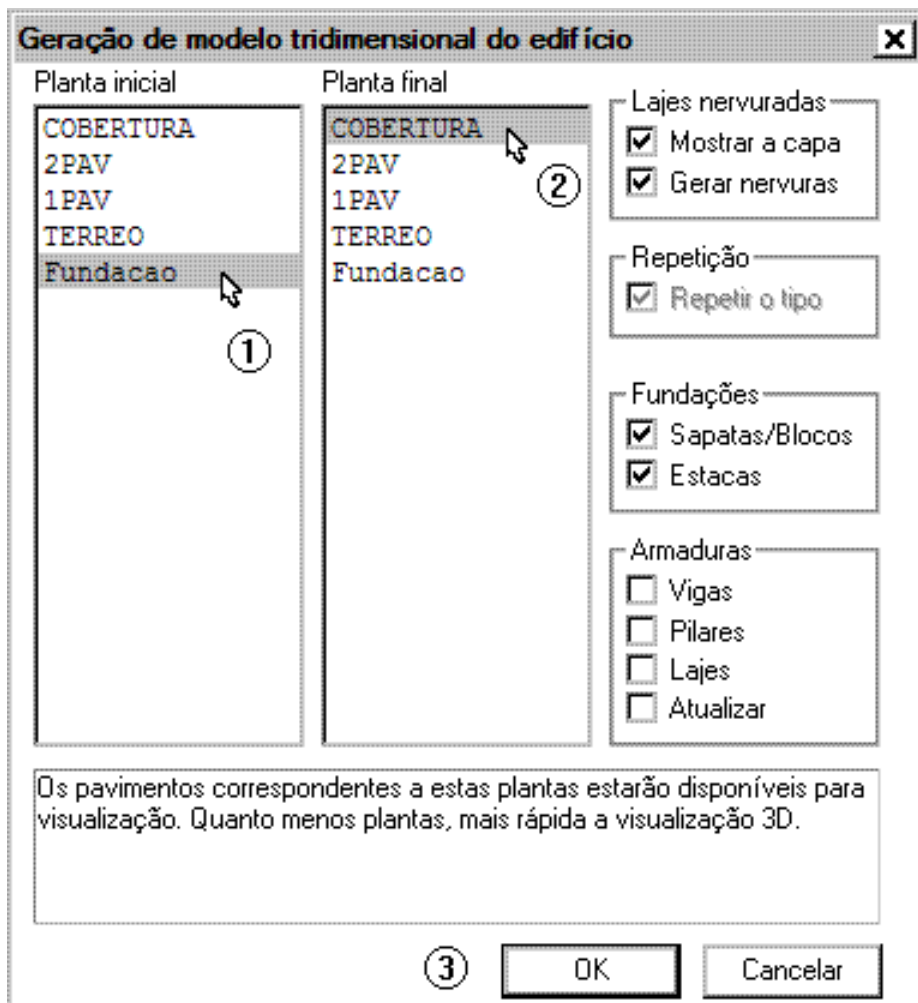 Geração de modelo tridimensional do edifício
Planta inicial
COBERTURA
2PAV
1PAV
TERREO
Fundacao
1
Planta final
COBERTURA
2PAV
1PAV
TERREO
Fundacao
2
Lajes nervuradas
Mostrar a capa
Gerar nervuras
Repetição
Repetir o tipo
Fundações
Sapatas/Blocos
Estacas
Armaduras
Vigas
Pilares
Lajes
Atualizar
Os pavimentos correspondentes a estas plantas estarão disponíveis para
visualização. Quanto menos plantas, mais rápida a visualização 3D.
3
OK
Cancelar